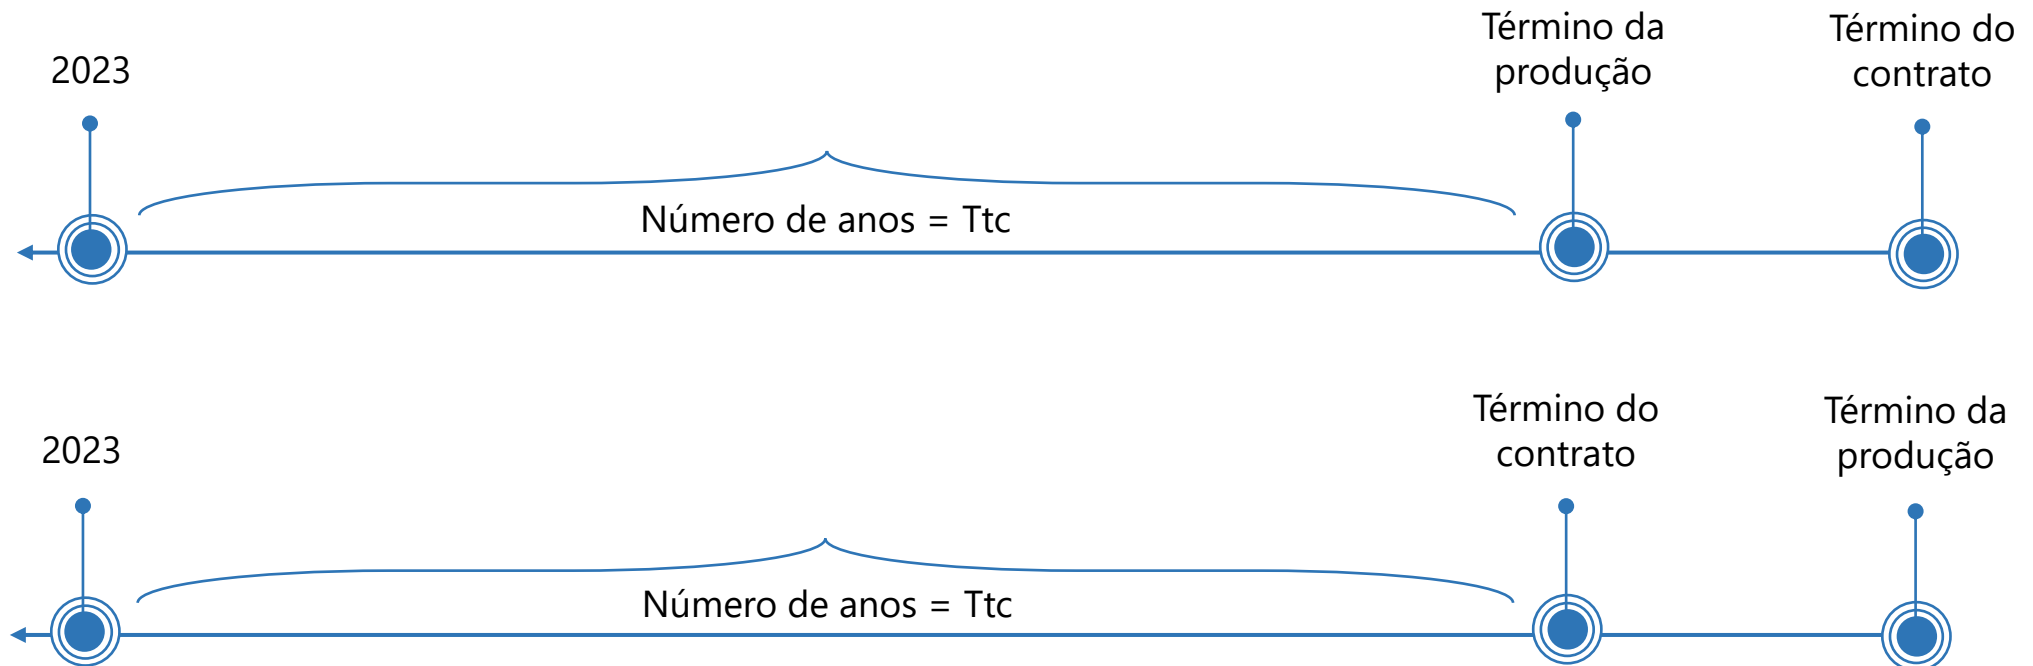 2023
Término da
produção
Término do
contrato
Número de anos = Ttc
2023
Término do
contrato
Término da
produção
Número de anos = Ttc